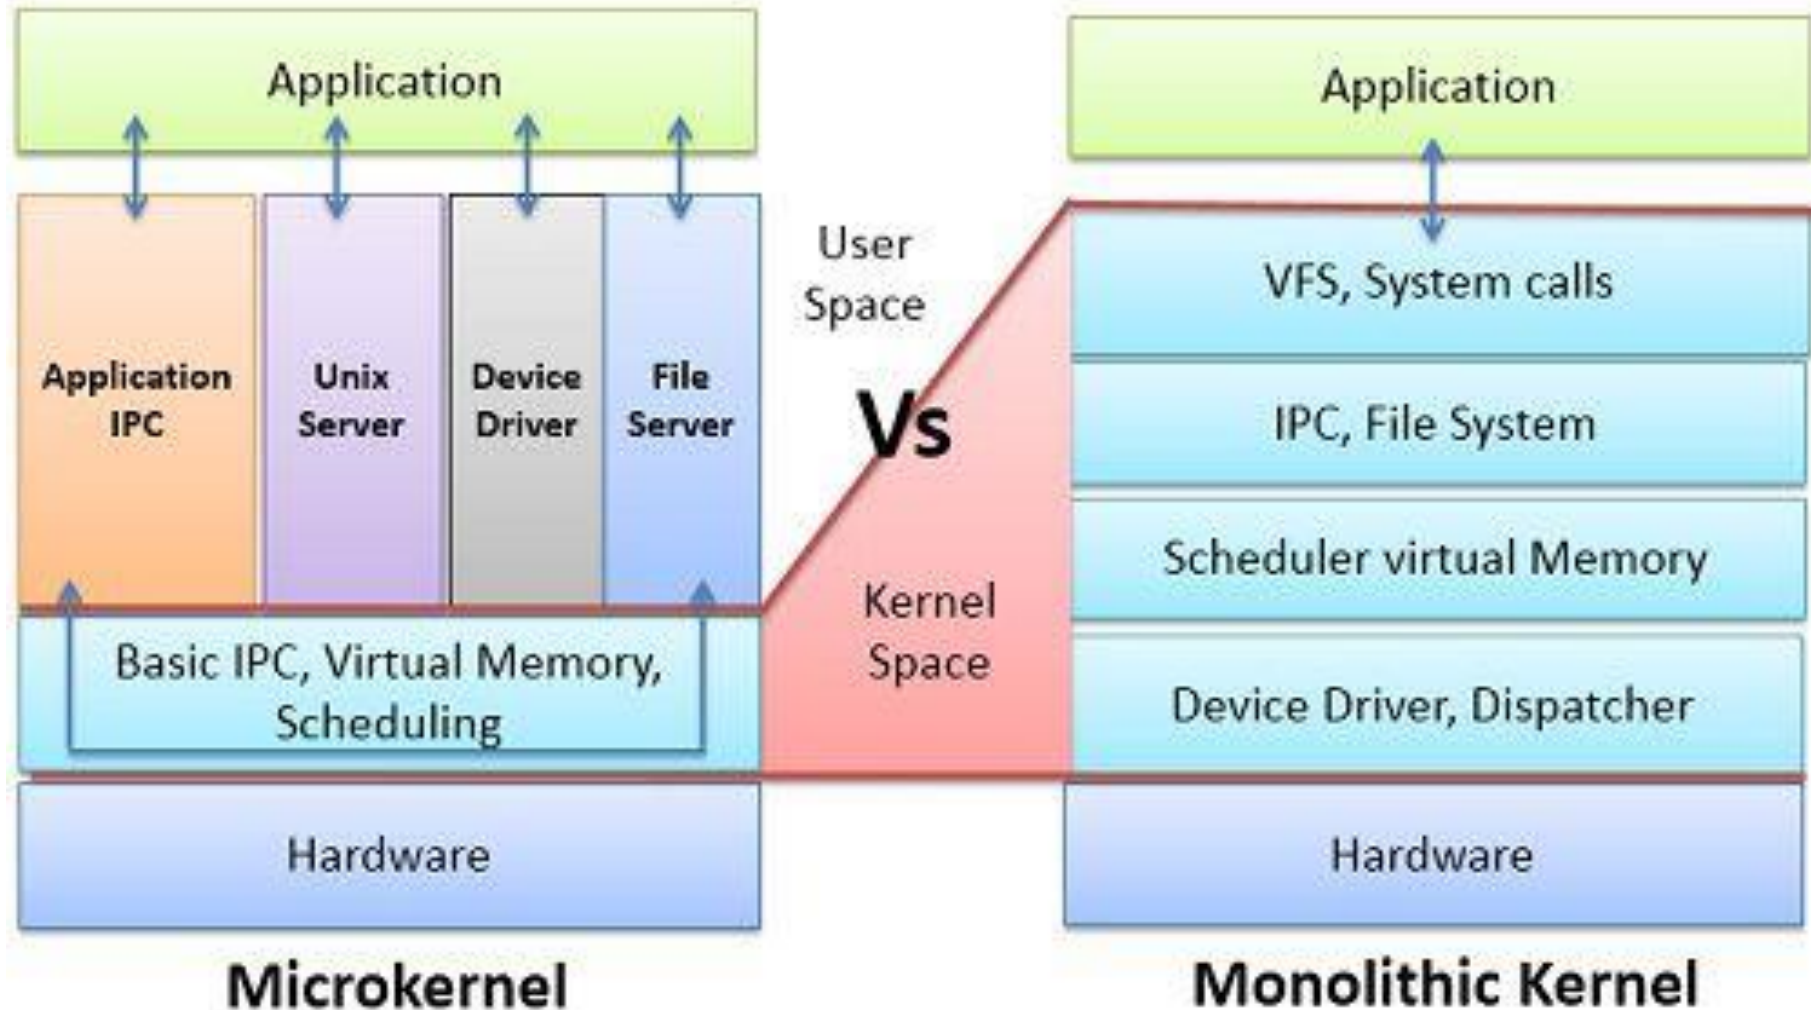 Application
Application
IPC
Unix
Server
Device
Driver
File
Server
Basic IPC, Virtual Memory,
Scheduling
Hardware
Microkernel
User
Space
Vs
Kernel
Space
Application
VFS, System calls
IPC, File System
Scheduler virtual Memory
Device Driver, Dispatcher
Hardware
Monolithic Kernel